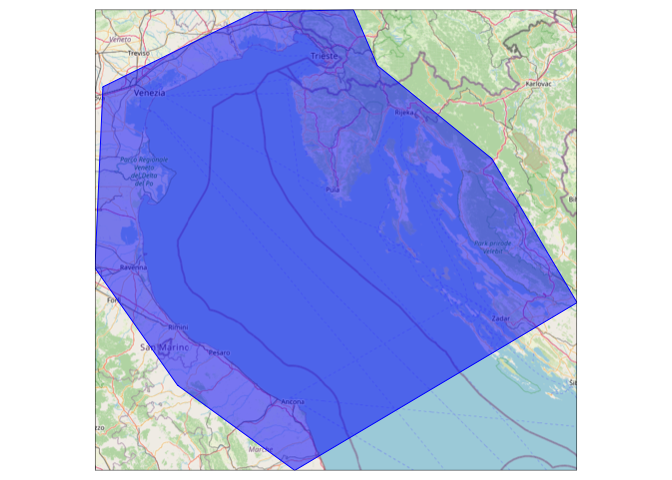 Veneto
Treviso
Trieste
Karlovac
Venezia
Rijeka
Parco Regionale
Veneto
del Delta
del Po
Pula
Park prirode
Velebit
Ravenna
Zadar
Rimini
San Marino
Pesaro
Ancona
Marche